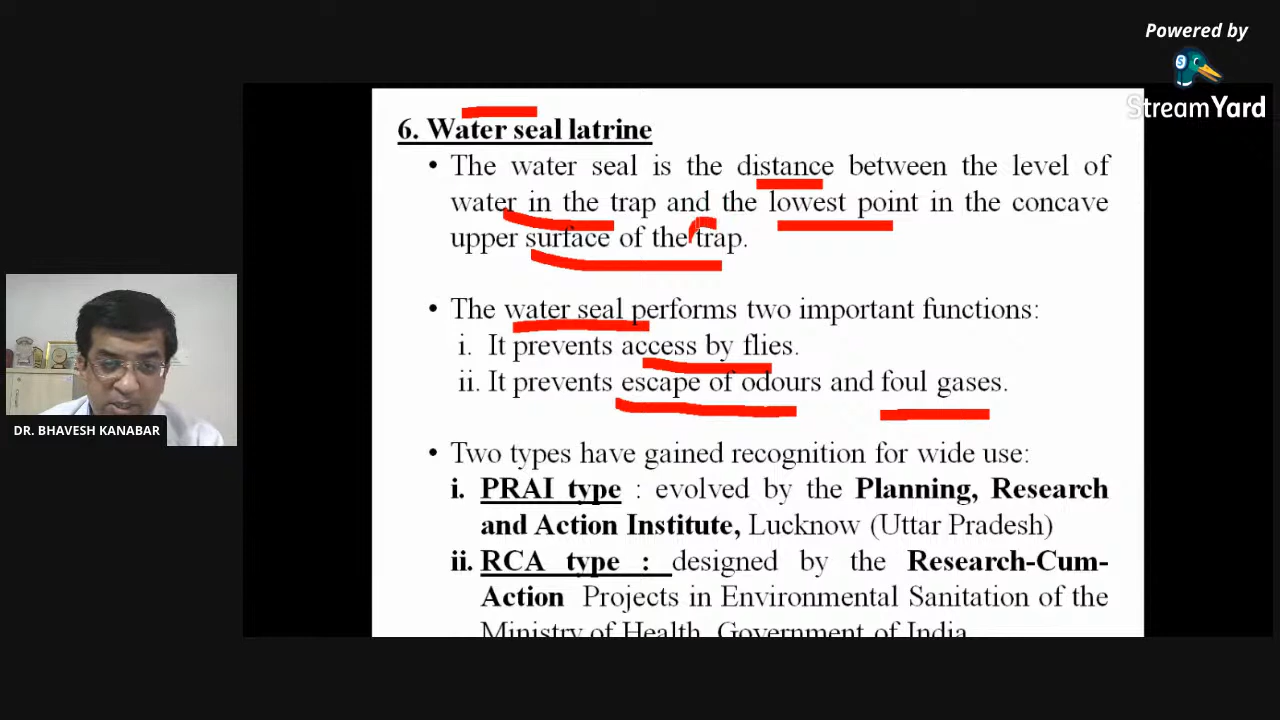 Powered by
StreamYard
6. Water seal latrine
• The water seal is the distance between the level of
water in the trap and the lowest point in the concave
upper surface of the trap.
• The water seal performs two important functions:
i. It prevents access by flies.
ii. It prevents escape of odours and foul gases.
• Two types have gained recognition for wide use:
i. PRAI type : evolved by the Planning, Research
and Action Institute, Lucknow (Uttar Pradesh)
ii. RCA type : designed by the Research-Cum-
Action Projects in Environmental Sanitation of the
Ministry of Health, Government of India
DR. BHAVESH KANABAR